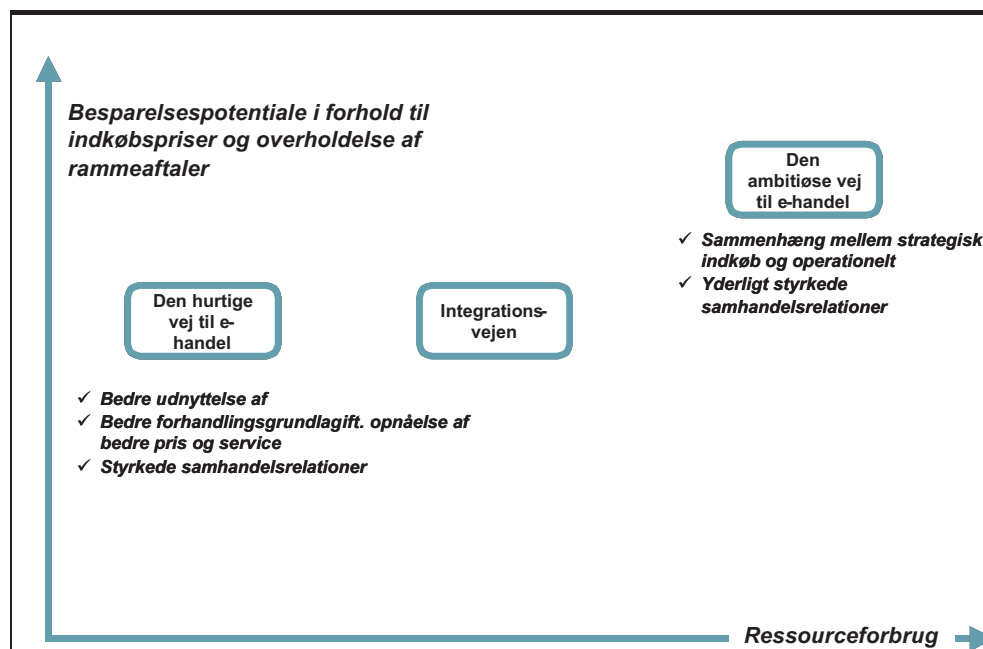 Besparelsespotentiale i forhold til
indkøbspriser og overholdelse af
rammeaftaler
Den
ambitiøse vej
til e-handel
✓ Sammenhæng mellem strategisk
indkøb og operationelt
✓ Yderligt styrkede
samhandelsrelationer
Den hurtige
vej til e-
handel
Integrations-
vejen
✓ Bedre udnyttelse af
✓ Bedre forhandlingsgrundlagift. opnåelse af
bedre pris og service
✓ Styrkede samhandelsrelationer
Ressourceforbrug